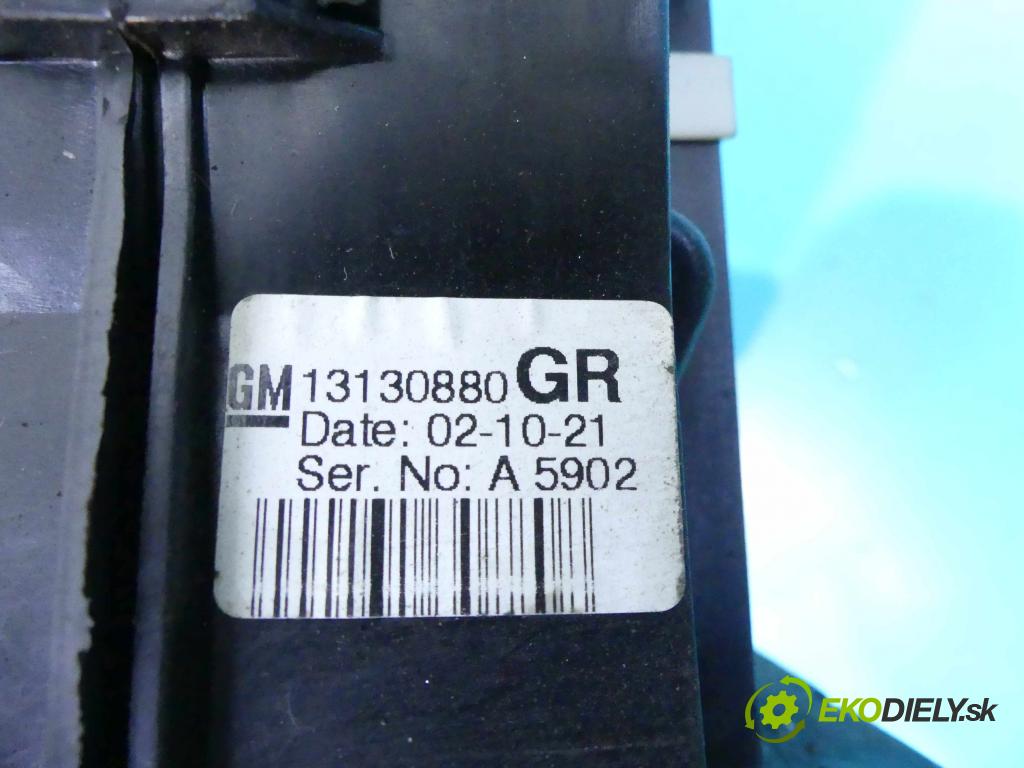 GM 13130880 GR
Date: 02-10-21
Ser. No: A 5902
EKODIELY.sk